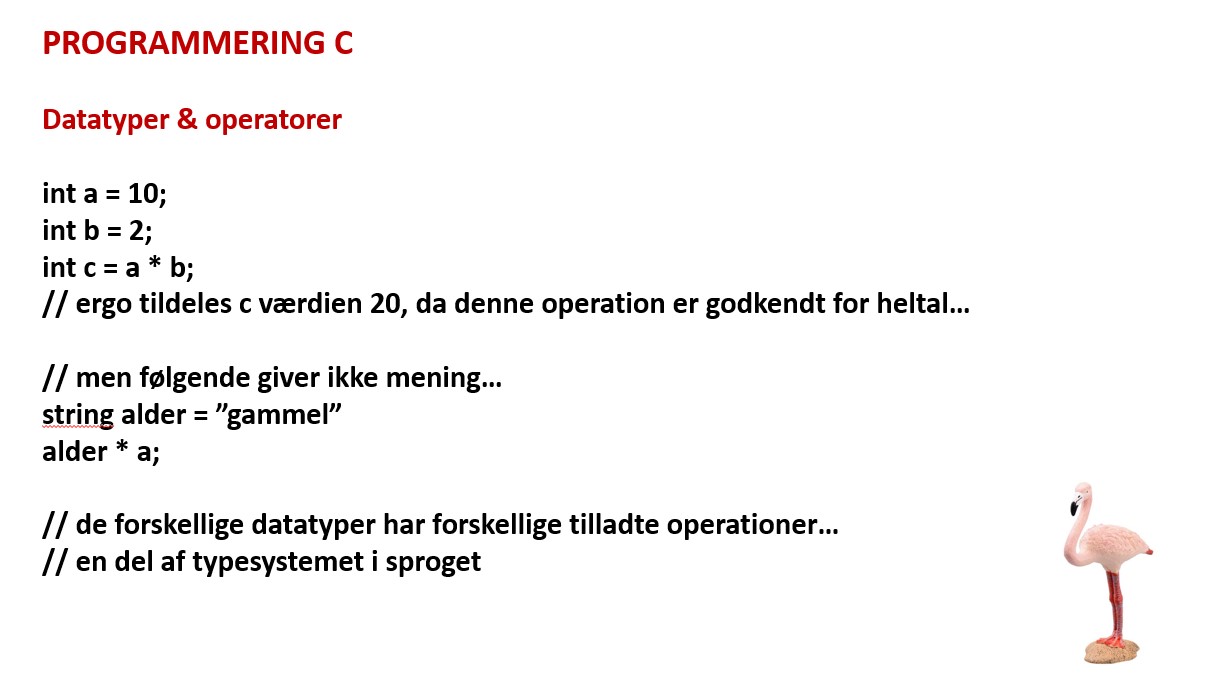 PROGRAMMERING C
Datatyper & operatorer
int a = 10;
int b = 2;
int c = a * b;
// ergo tildeles c værdien 20, da denne operation er godkendt for heltal…
// men følgende giver ikke mening…
string alder = ”gammel”
alder * a;
// de forskellige datatyper har forskellige tilladte operationer…
// en del af typesystemet i sproget